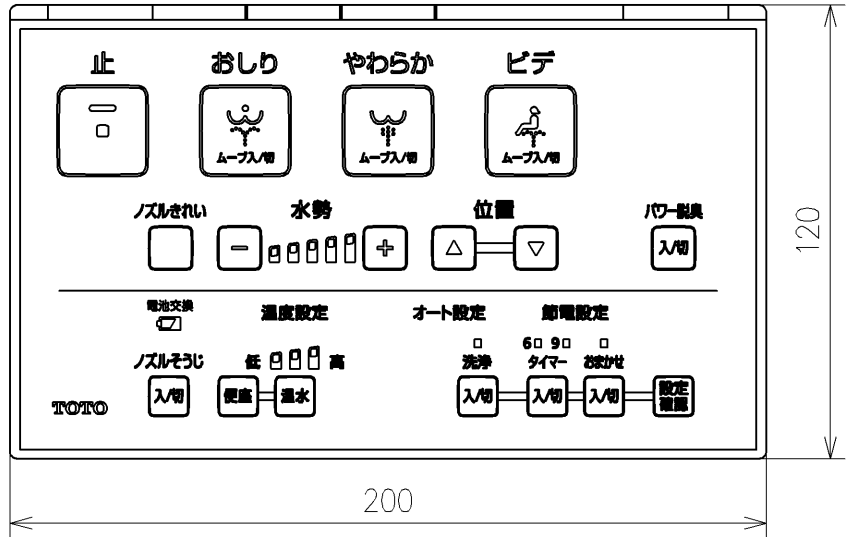 止 おしり やわらか ビデ
ムーブ入/切 ムーブ入/切 ムーブ入/切
ノズルきれい 水勢 位置 パワー脱臭
− + △ ▽ 入/切
電池交換 温度設定 オート設定 節電設定
6 9
ノズルそうじ 低 高 洗浄 タイマー おまかせ
入/切 便座 温水 入/切 入/切 入/切 設定
確認
TOTO
120
200